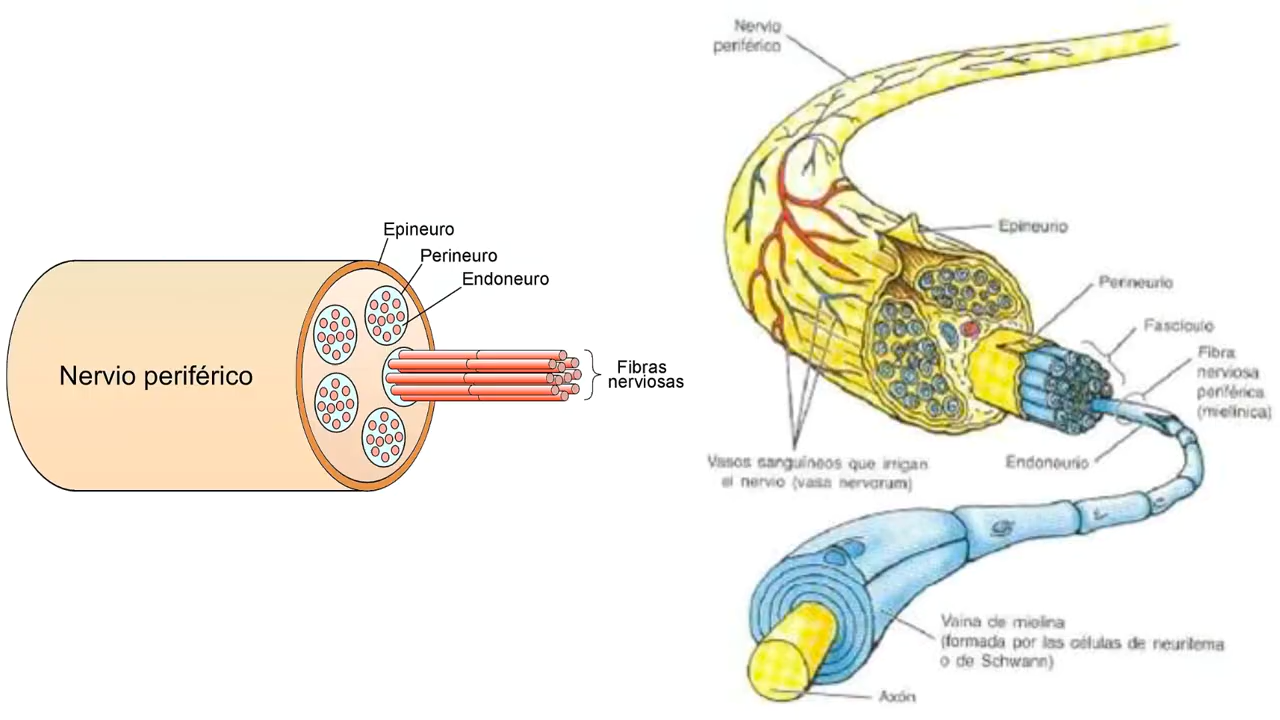 Epineuro
Perineuro
Endoneuro
Nervio periférico
Fibras
nerviosas
Nervio
periférico
Epineurio
Perineurio
Fascículo
Fibra
nerviosa
periférica
(mielínica)
Endoneurio
Vasos sanguíneos que irrigan
el nervio (vasa nervorum)
Vaina de mielina
(formada por las células de neurilema
o de Schwann)
Axón